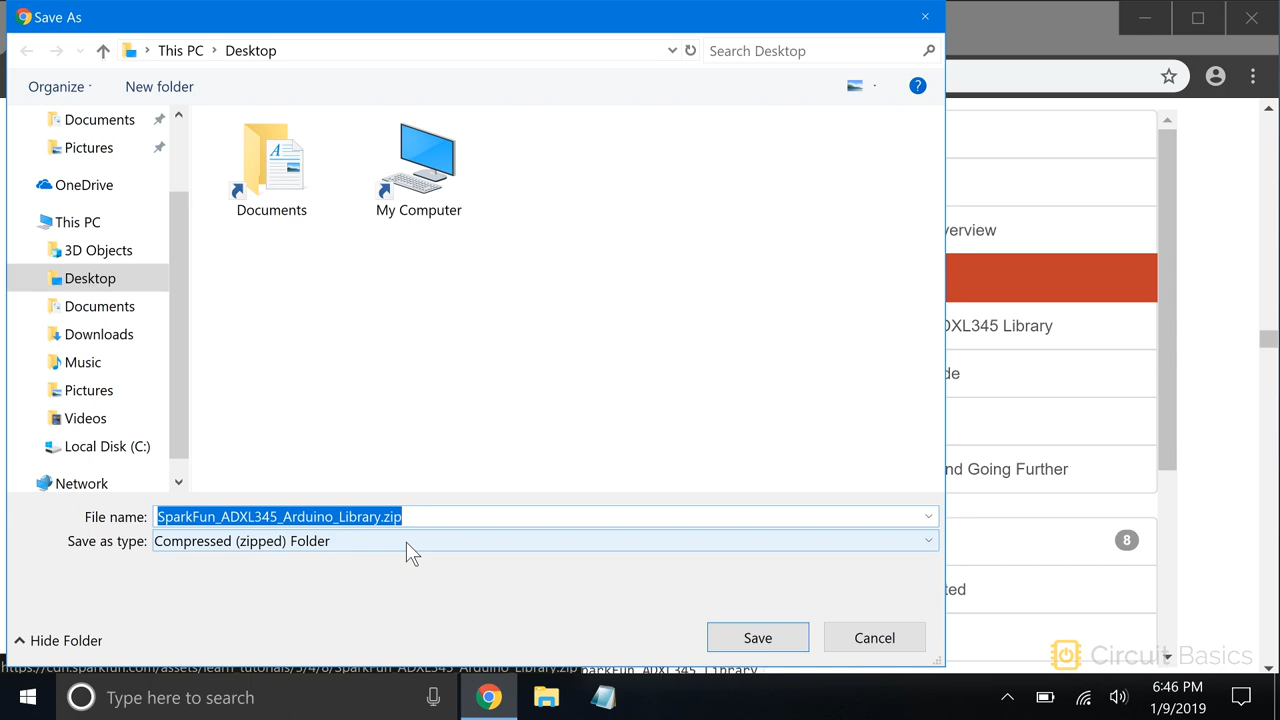 Save As
This PC
Desktop
Search Desktop
Organize
New folder
Documents
Pictures
OneDrive
This PC
3D Objects
Desktop
Documents
Downloads
Music
Pictures
Videos
Local Disk (C:)
Network
Documents
My Computer
File name:
SparkFun_ADXL345_Arduino_Library.zip
Save as type:
Compressed (zipped) Folder
Hide Folder
Save
Cancel
verview
DXL345 Library
de
nd Going Further
8
ted
Circuit Basics
Type here to search
6:46 PM
1/9/2019